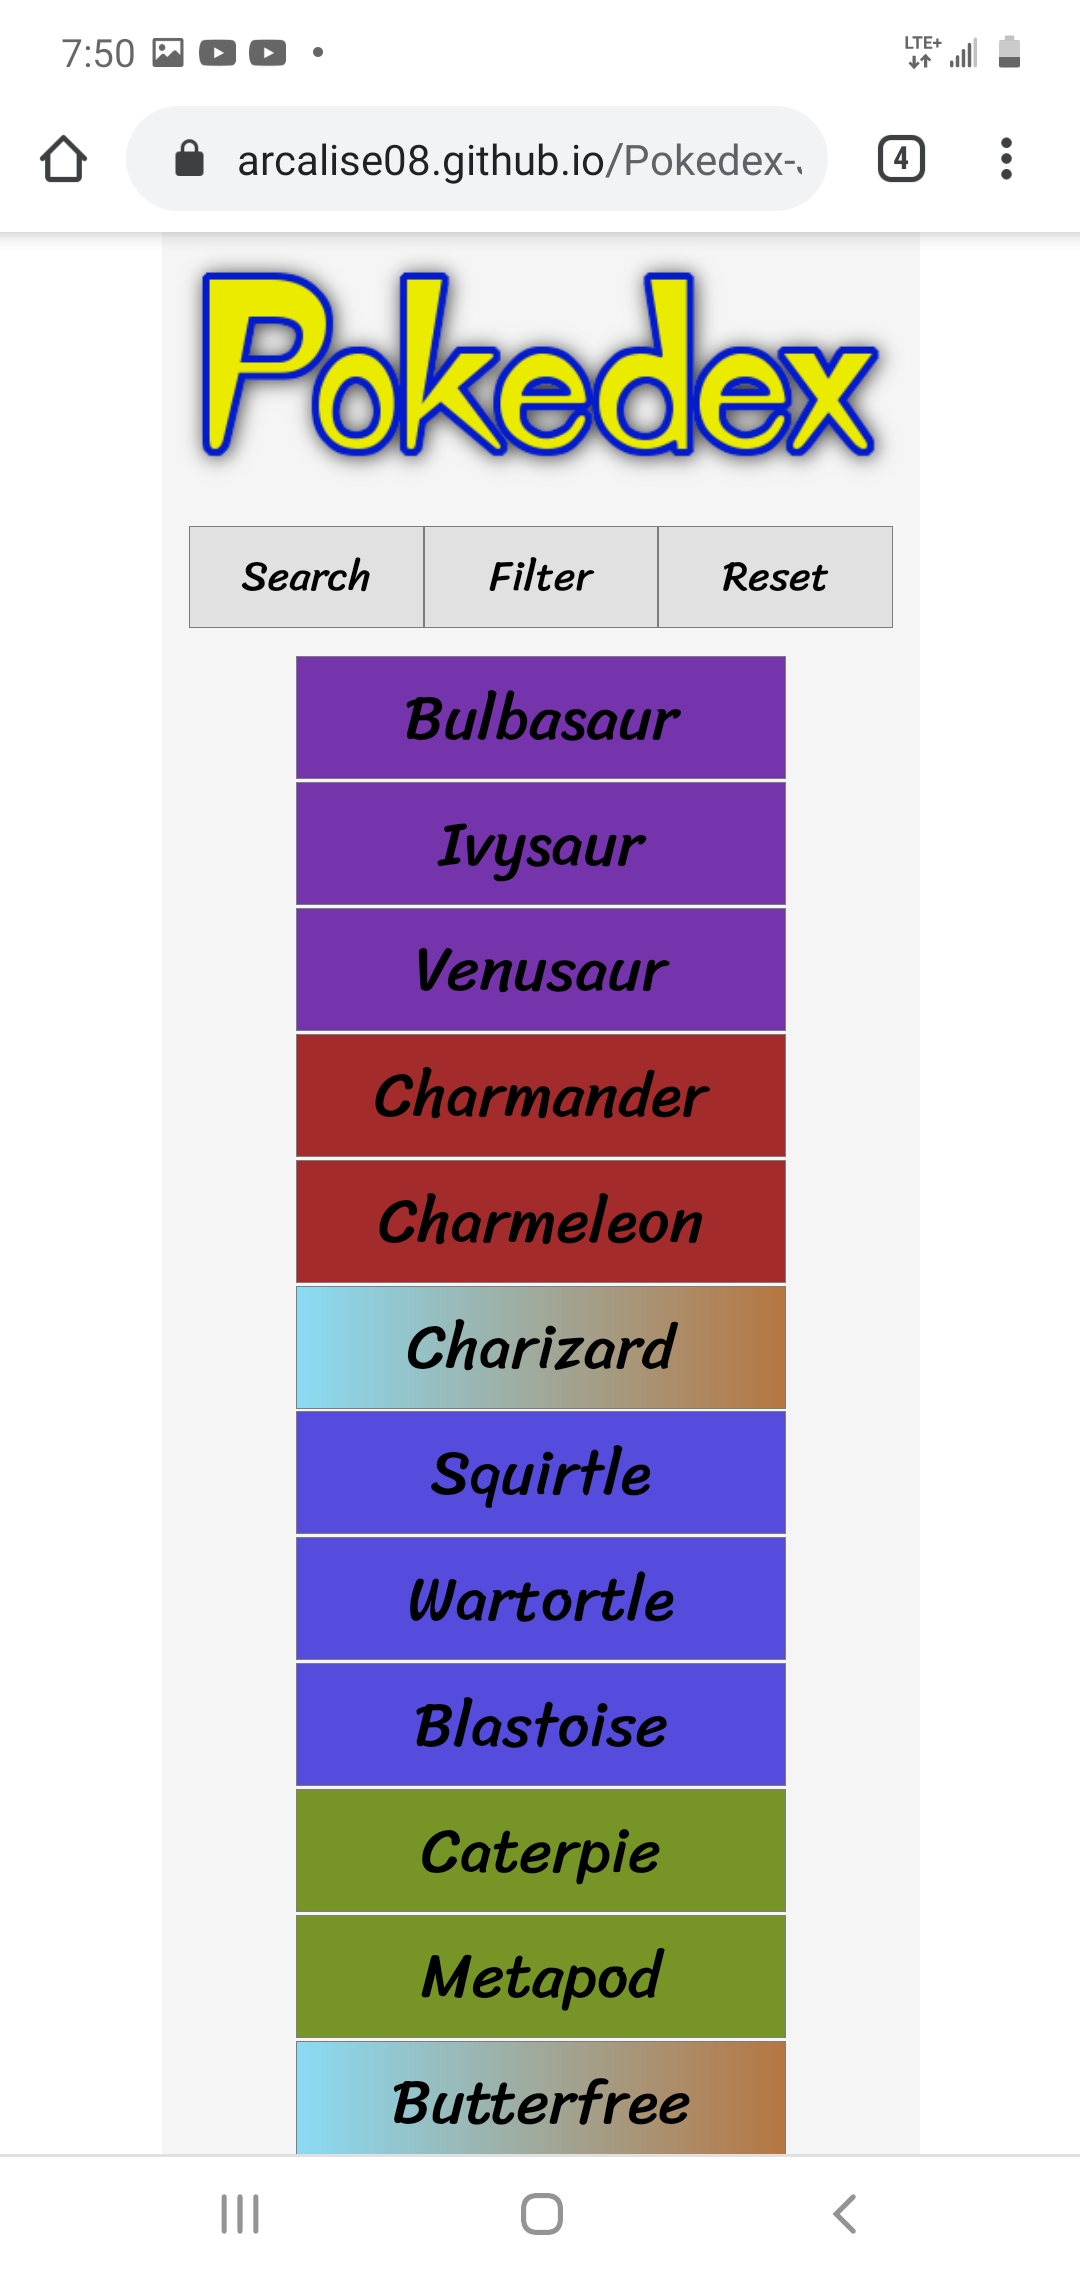 7:50 LTE+
arcalise08.github.io/Pokedex- 4
Pokedex
Search Filter Reset
Bulbasaur
Ivysaur
Venusaur
Charmander
Charmeleon
Charizard
Squirtle
Wartortle
Blastoise
Caterpie
Metapod
Butterfree